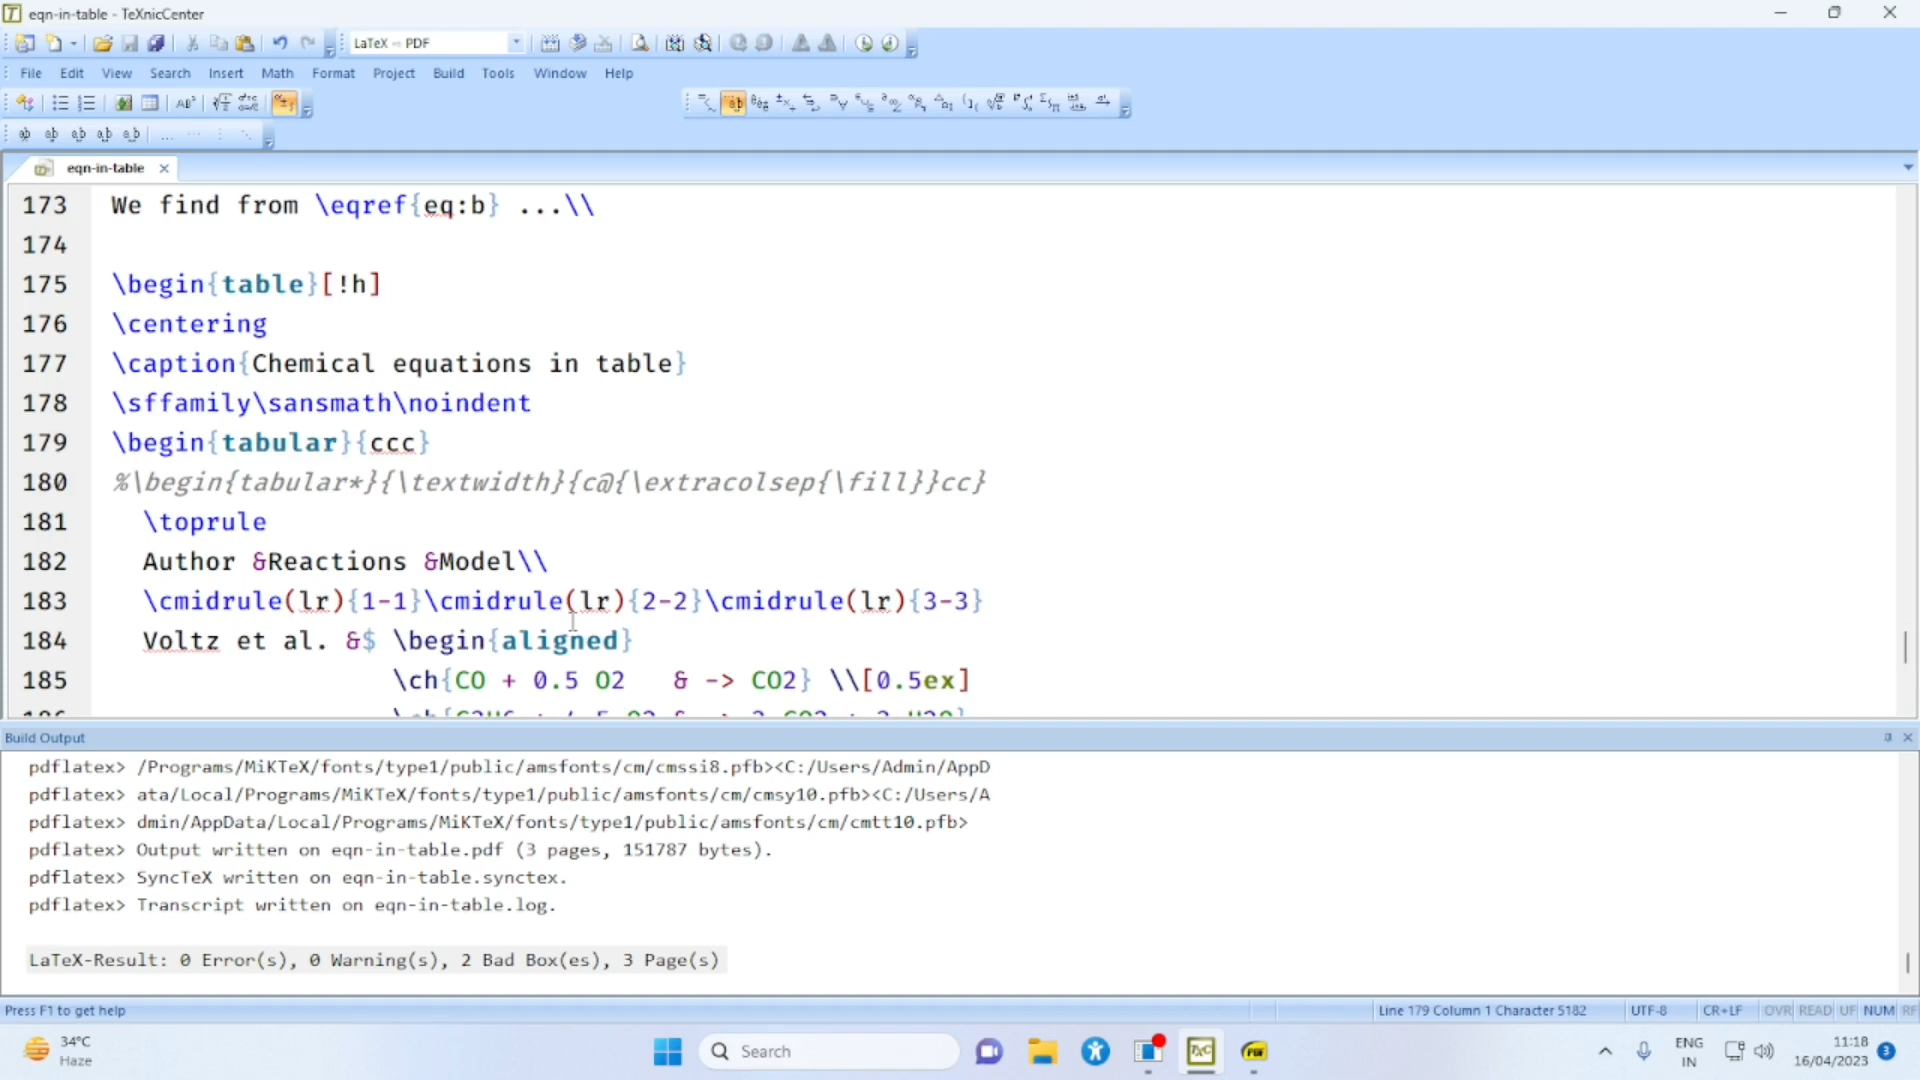 eqn-in-table - TeXnicCenter
LaTeX ⇨ PDF
File Edit View Search Insert Math Format Project Build Tools Window Help
eqn-in-table
173 We find from \eqref{eq:b} ...\\
174
175 \begin{table}[!h]
176 \centering
177 \caption{Chemical equations in table}
178 \sffamily\sansmath\noindent
179 \begin{tabular}{ccc}
180 %\begin{tabular*}{\textwidth}{c@{\extracolsep{\fill}}cc}
181 \toprule
182 Author &Reactions &Model\\
183 \cmidrule(lr){1-1}\cmidrule(lr){2-2}\cmidrule(lr){3-3}
184 Voltz et al. &$ \begin{aligned}
185 \ch{CO + 0.5 O2 & -> CO2} \\[0.5ex]
Build Output
pdflatex> /Programs/MiKTeX/fonts/type1/public/amsfonts/cm/cmssi8.pfb><C:/Users/Admin/AppD
pdflatex> ata/Local/Programs/MiKTeX/fonts/type1/public/amsfonts/cm/cmsy10.pfb><C:/Users/A
pdflatex> dmin/AppData/Local/Programs/MiKTeX/fonts/type1/public/amsfonts/cm/cmtt10.pfb>
pdflatex> Output written on eqn-in-table.pdf (3 pages, 151787 bytes).
pdflatex> SyncTeX written on eqn-in-table.synctex.
pdflatex> Transcript written on eqn-in-table.log.
LaTeX-Result: 0 Error(s), 0 Warning(s), 2 Bad Box(es), 3 Page(s)
Press F1 to get help
Line 179 Column 1 Character 5182 UTF-8 CR+LF OVR READ UF NUM RF
34°C
Haze
Search
ENG
IN
11:18
16/04/2023
3